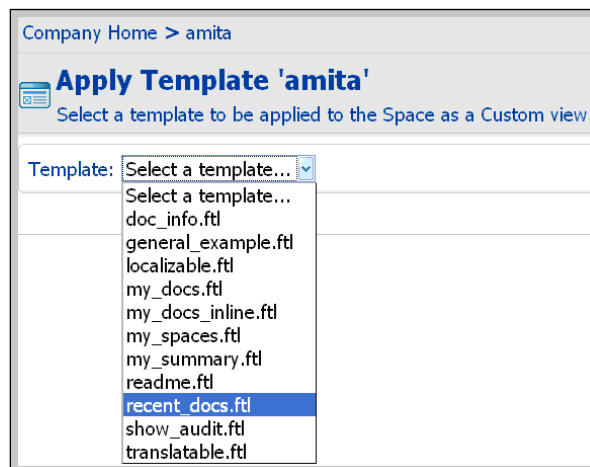 Company Home > amita
Apply Template 'amita'
Select a template to be applied to the Space as a Custom view
Template: Select a template...
Select a template...
doc_info.ftl
general_example.ftl
localizable.ftl
my_docs.ftl
my_docs_inline.ftl
my_spaces.ftl
my_summary.ftl
readme.ftl
recent_docs.ftl
show_audit.ftl
translatable.ftl